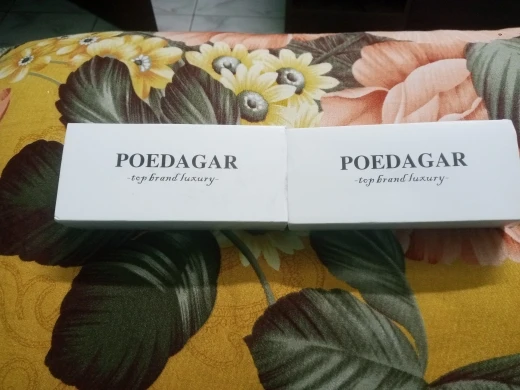 POEDAGAR
-top brand luxury-
POEDAGAR
-top brand luxury-